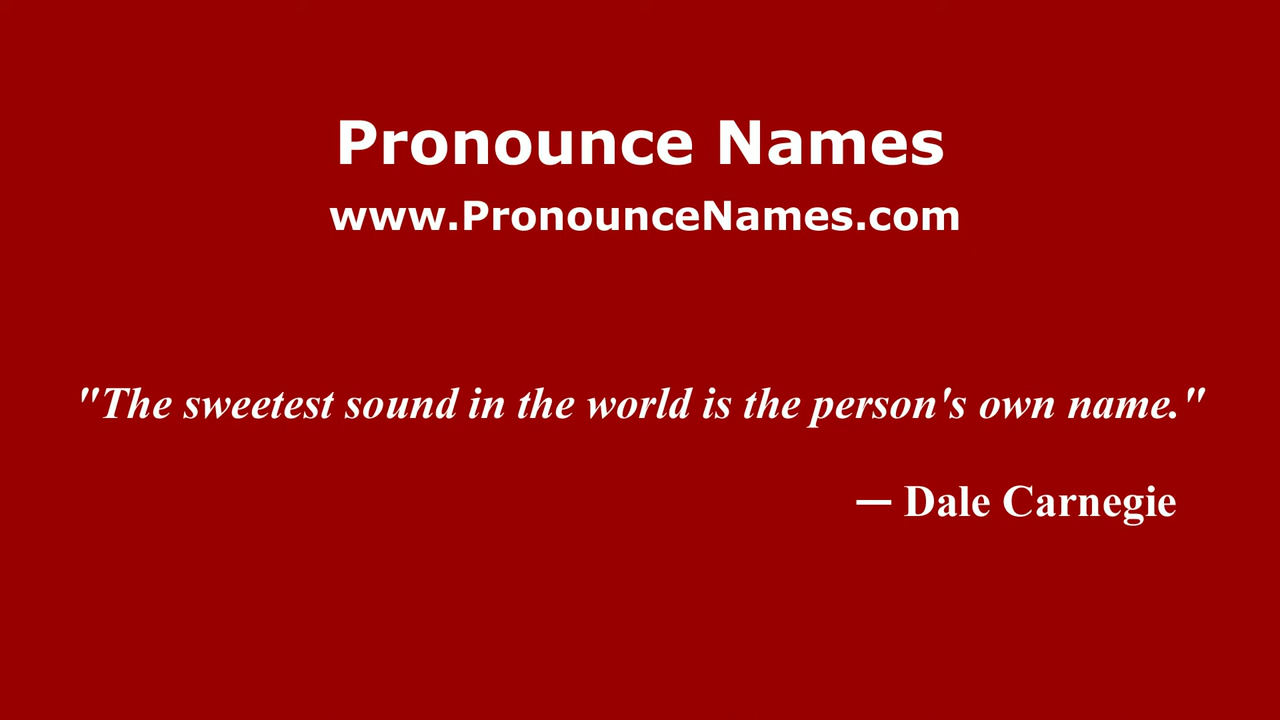 Pronounce Names
www.PronounceNames.com
"The sweetest sound in the world is the person's own name."
— Dale Carnegie